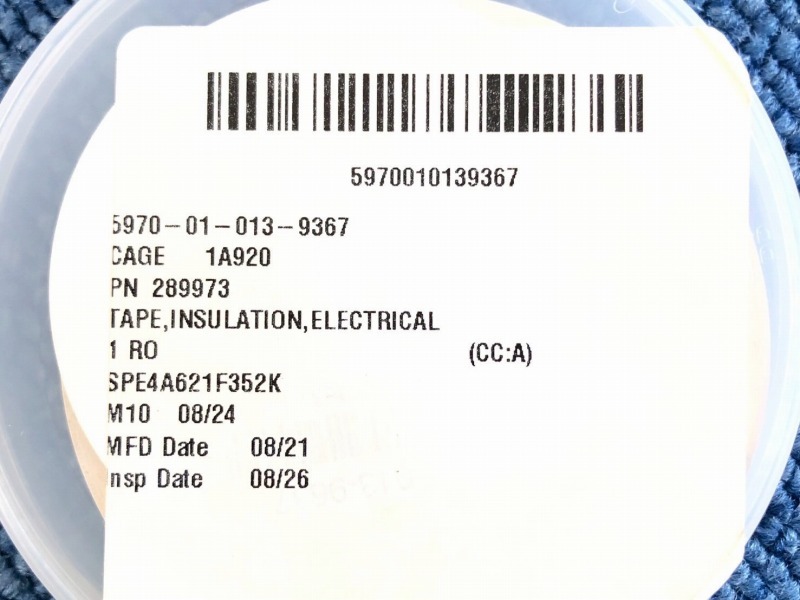 5970010139367
5970-01-013-9367
CAGE 1A920
PN 289973
TAPE,INSULATION,ELECTRICAL
1 RO (CC:A)
SPE4A621F352K
M10 08/24
MFD Date 08/21
nsp Date 08/26